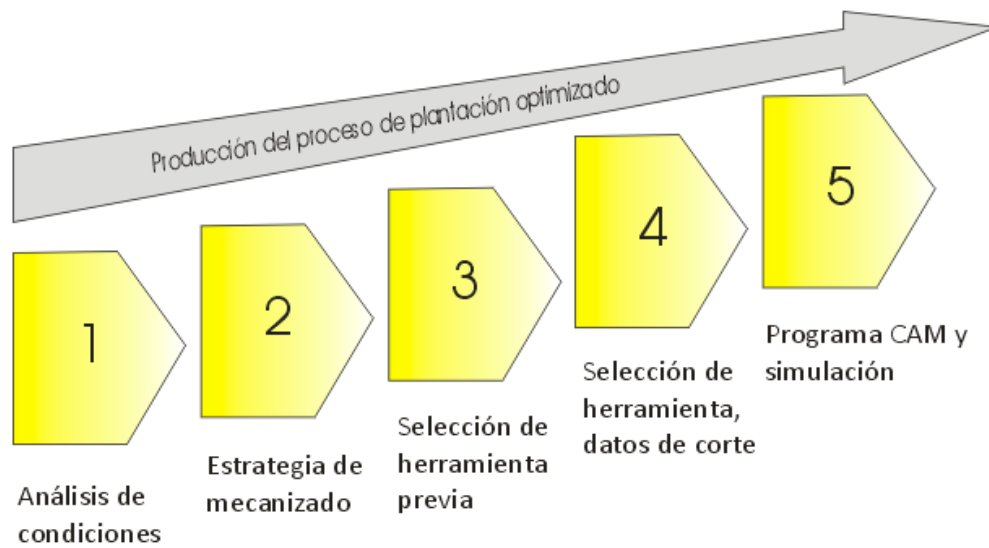 Producción del proceso de plantación optimizado
1
Análisis de
condiciones
2
Estrategia de
mecanizado
3
Selección de
herramienta
previa
4
Selección de
herramienta,
datos de corte
5
Programa CAM y
simulación